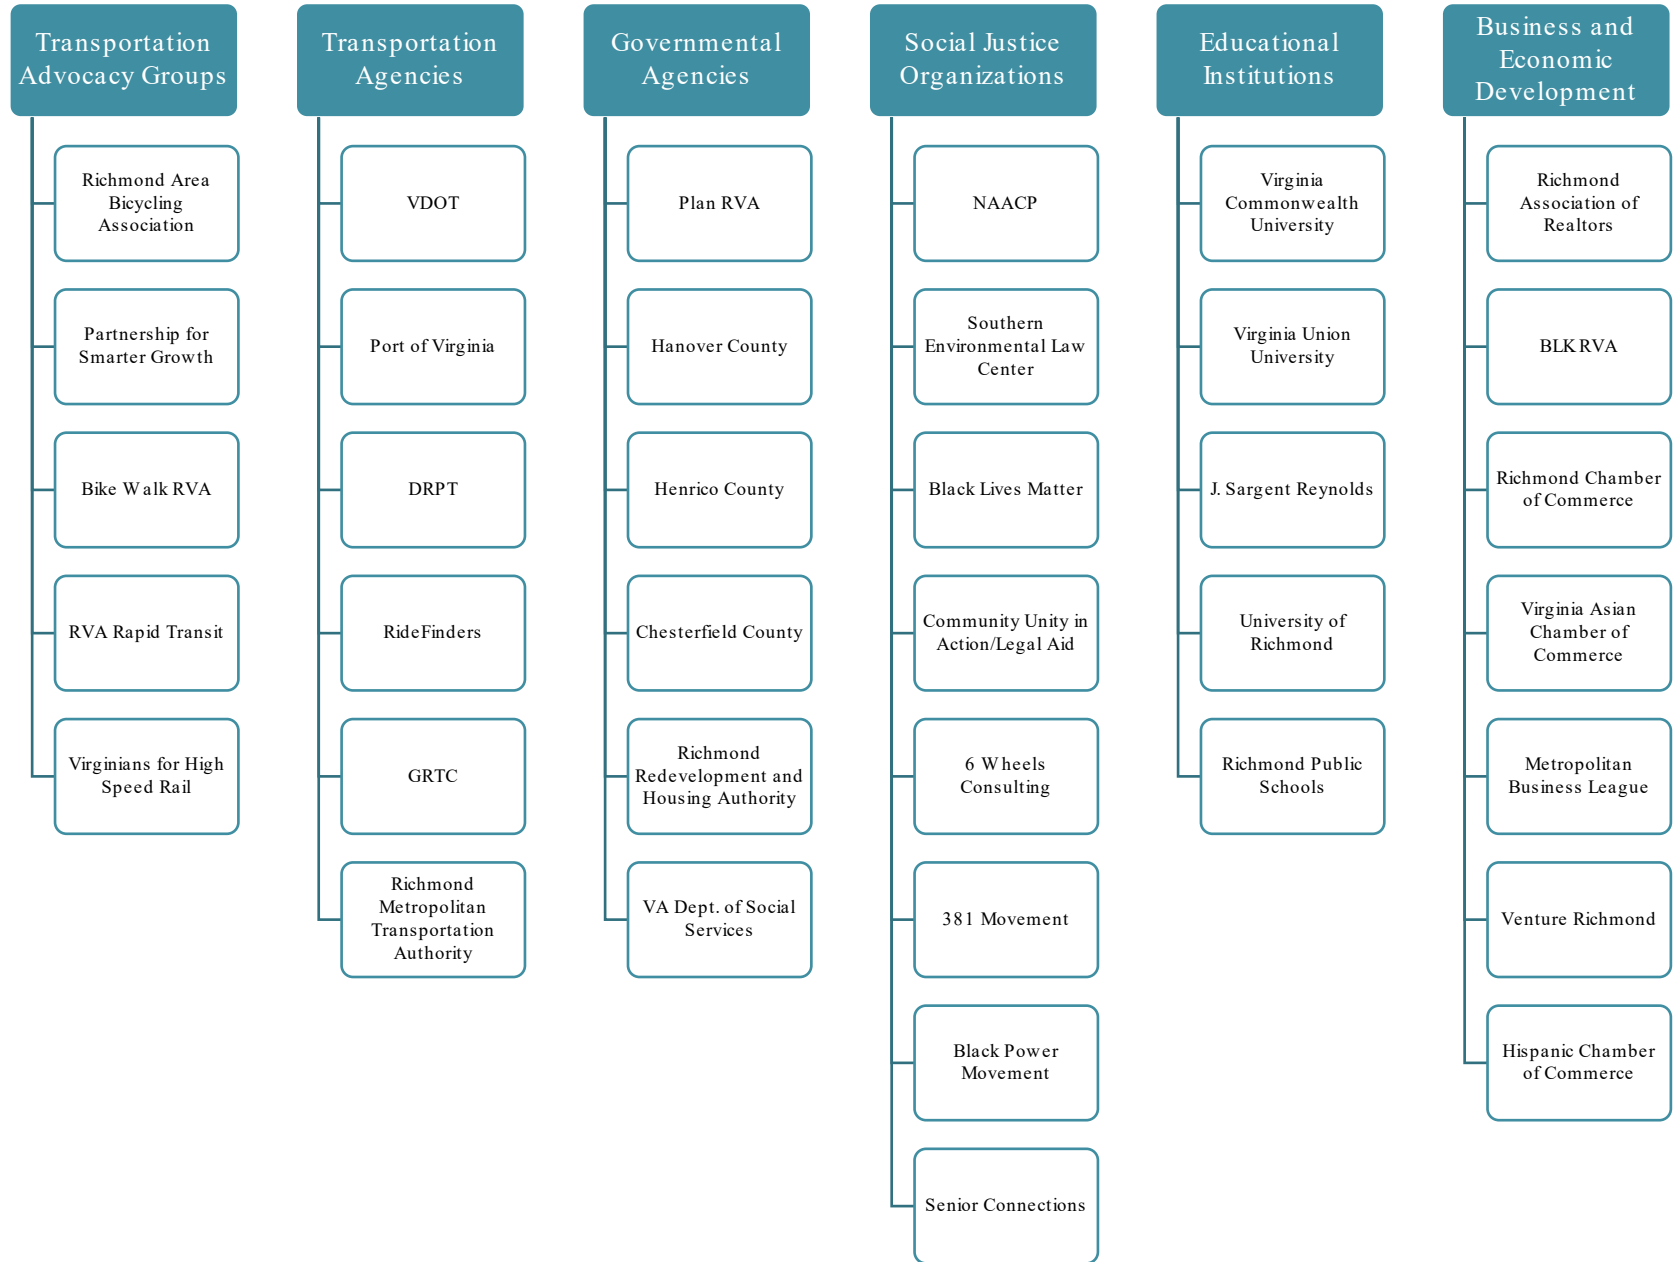 Transportation
Advocacy Groups
Richmond Area
Bicycling
Association
Partnership for
Smarter Growth
Bike Walk RVA
RVA Rapid Transit
Virginians for High
Speed Rail
Transportation
Agencies
VDOT
Port of Virginia
DRPT
RideFinders
GRTC
Richmond
Metropolitan
Transportation
Authority
Governmental
Agencies
Plan RVA
Hanover County
Henrico County
Chesterfield County
Richmond
Redevelopment and
Housing Authority
VA Dept. of Social
Services
Social Justice
Organizations
NAACP
Southern
Environmental Law
Center
Black Lives Matter
Community Unity in
Action/Legal Aid
6 Wheels
Consulting
381 Movement
Black Power
Movement
Senior Connections
Educational
Institutions
Virginia
Commonwealth
University
Virginia Union
University
J. Sargent Reynolds
University of
Richmond
Richmond Public
Schools
Business and
Economic
Development
Richmond
Association of
Realtors
BLK RVA
Richmond Chamber
of Commerce
Virginia Asian
Chamber of
Commerce
Metropolitan
Business League
Venture Richmond
Hispanic Chamber
of Commerce